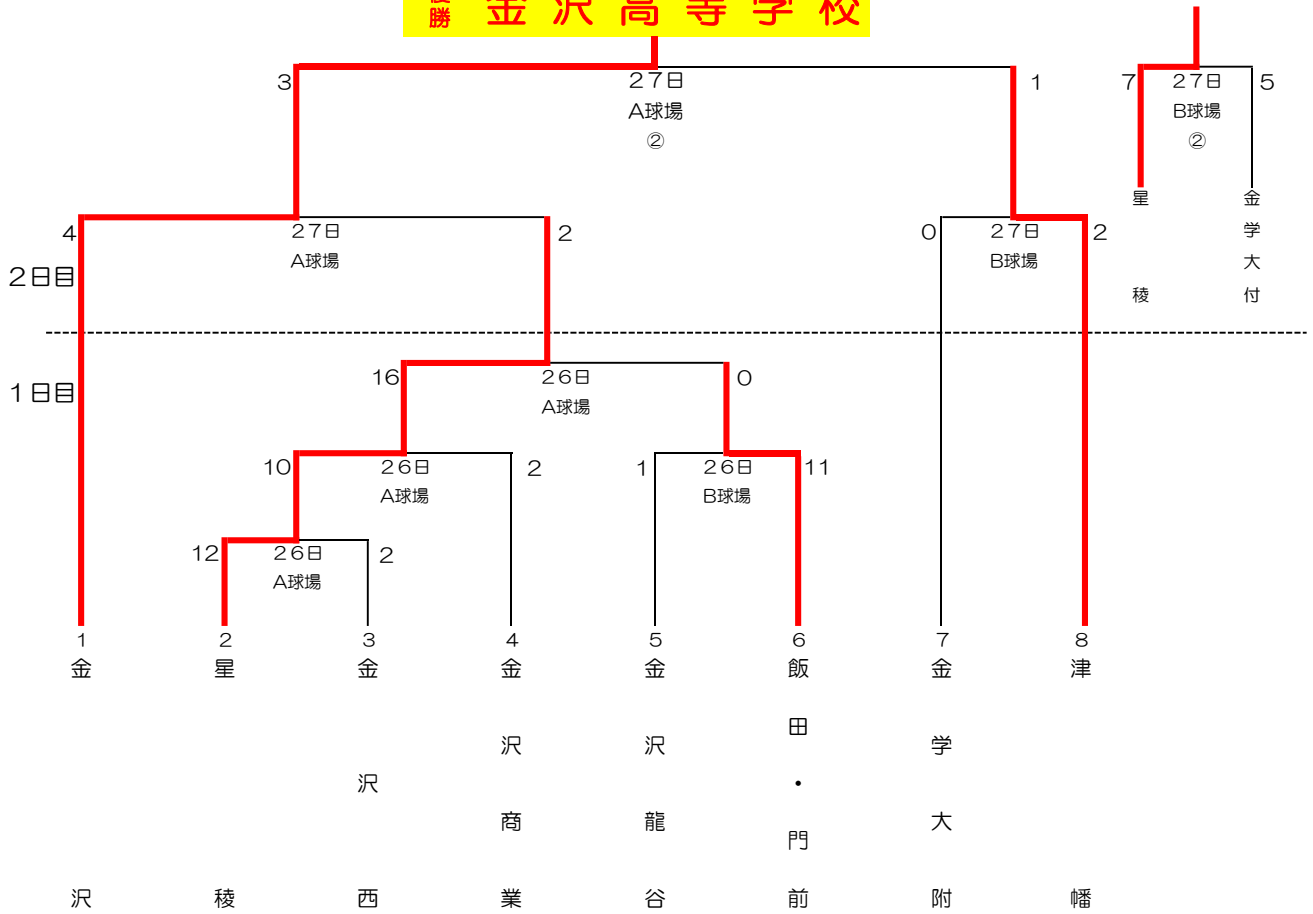 優勝 金沢高等学校
3
27日
A球場
②
1
7
27日
B球場
②
5
星稜
金学大付
4
27日
A球場
2
0
27日
B球場
2
2日目
1日目
16
26日
A球場
0
10
26日
A球場
2
1
26日
B球場
11
12
26日
A球場
2
1
金沢
2
星稜
3
金沢西
4
金沢商業
5
金沢龍谷
6
飯田・門前
7
金学大附
8
津幡